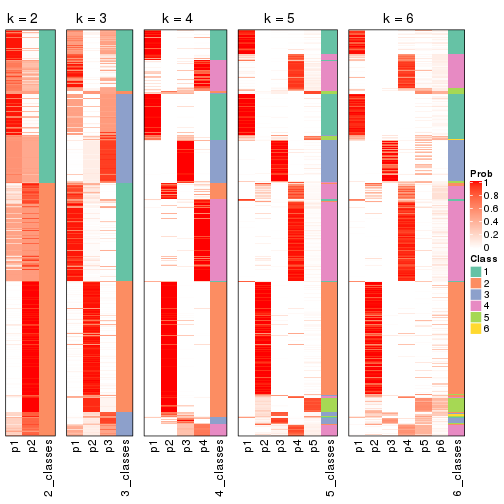 k = 2
k = 3
k = 4
k = 5
k = 6
p1
p2
2_classes
p1
p2
p3
3_classes
p1
p2
p3
p4
4_classes
p1
p2
p3
p4
p5
5_classes
p1
p2
p3
p4
p5
p6
6_classes
Prob
1
0.8
0.6
0.4
0.2
0
Class
1
2
3
4
5
6